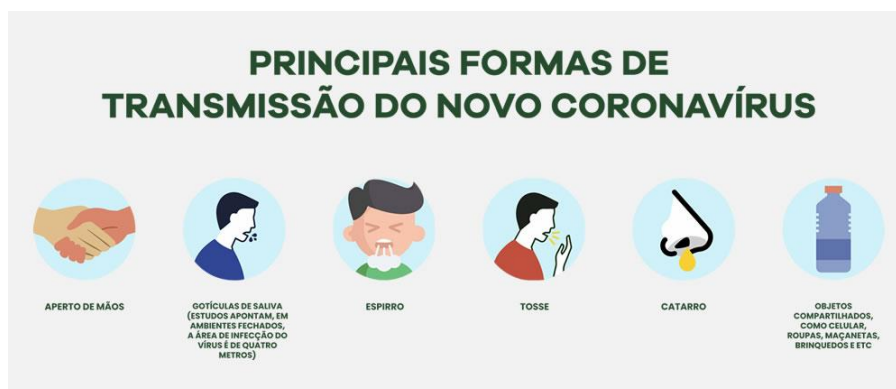 PRINCIPAIS FORMAS DE
TRANSMISSÃO DO NOVO CORONAVÍRUS
APERTO DE MÃOS
GOTÍCULAS DE SALIVA
(ESTUDOS APONTAM, EM
AMBIENTES FECHADOS,
A ÁREA DE INFECÇÃO DO
VÍRUS É DE QUATRO
METROS)
ESPIRRO
TOSSE
CATARRO
OBJETOS
COMPARTILHADOS,
COMO CELULAR,
ROUPAS, MAÇANETAS,
BRINQUEDOS E ETC